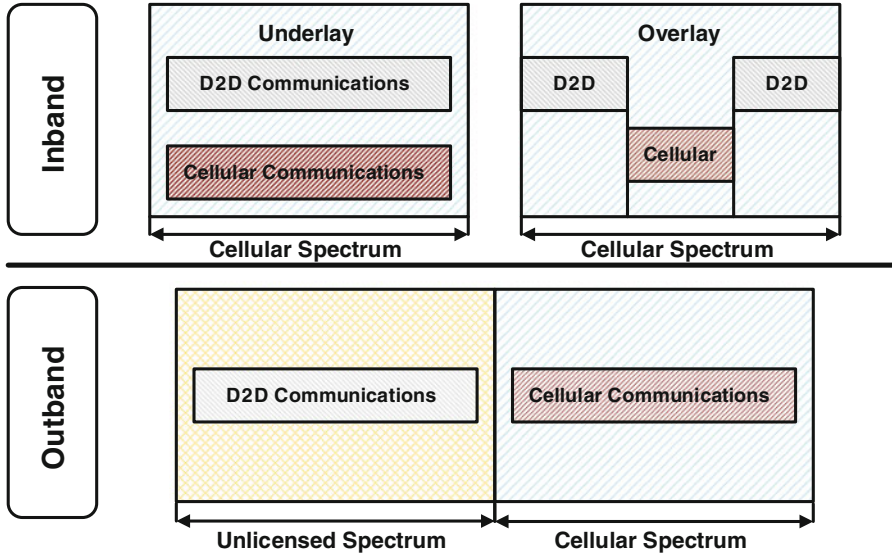 Inband
Underlay
D2D Communications
Cellular Communications
Cellular Spectrum
Overlay
D2D
D2D
Cellular
Cellular Spectrum
Outband
D2D Communications
Cellular Communications
Unlicensed Spectrum
Cellular Spectrum